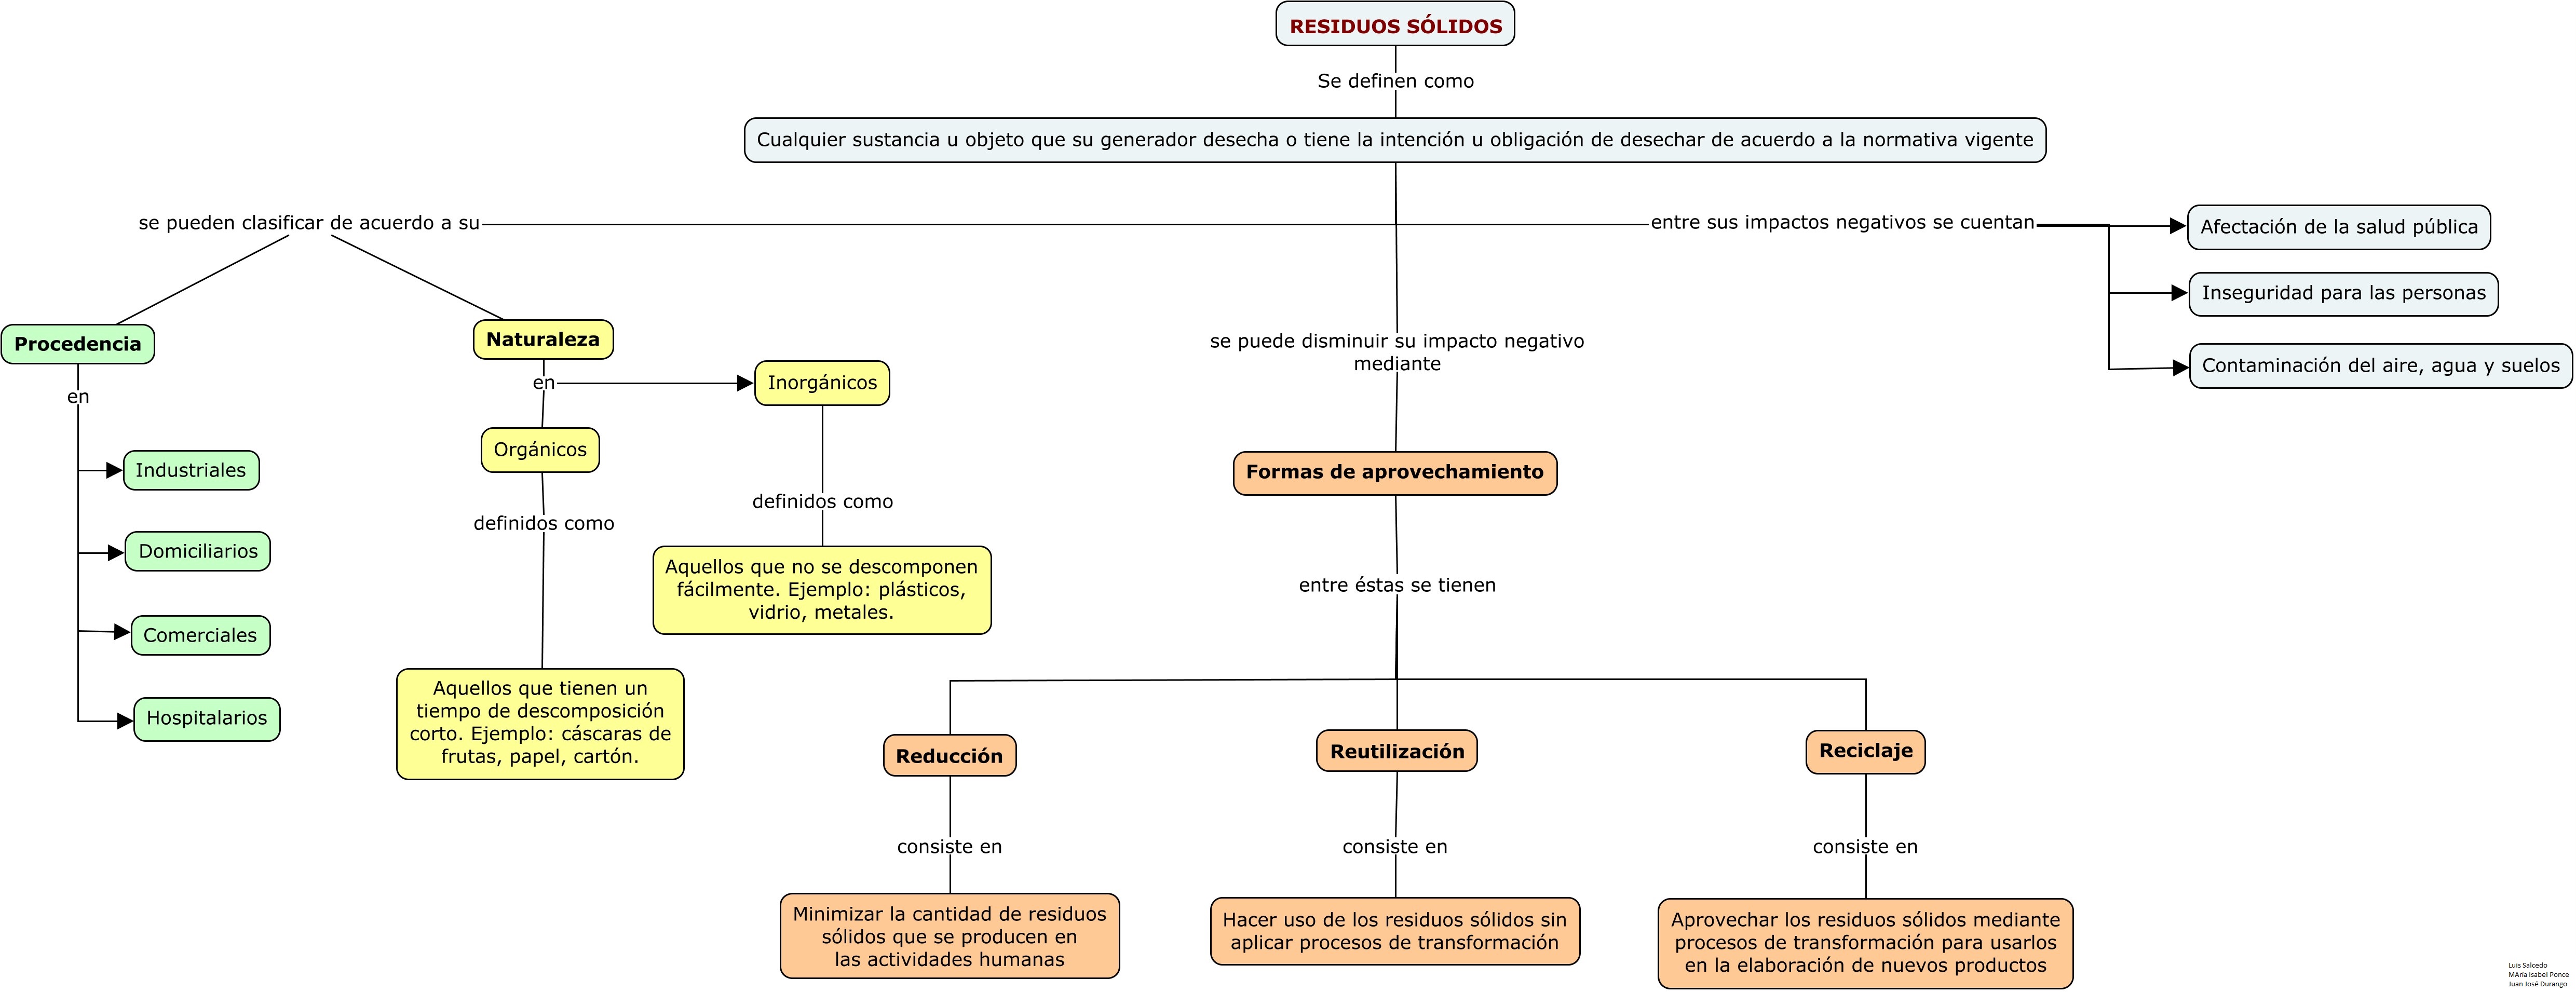 RESIDUOS SÓLIDOS
Se definen como
Cualquier sustancia u objeto que su generador desecha o tiene la intención u obligación de desechar de acuerdo a la normativa vigente
se pueden clasificar de acuerdo a su
entre sus impactos negativos se cuentan
Afectación de la salud pública
Inseguridad para las personas
Contaminación del aire, agua y suelos
Procedencia
en
Industriales
Domiciliarios
Comerciales
Hospitalarios
Naturaleza
en
Inorgánicos
Orgánicos
definidos como
Aquellos que no se descomponen
fácilmente. Ejemplo: plásticos,
vidrio, metales.
definidos como
Aquellos que tienen un
tiempo de descomposición
corto. Ejemplo: cáscaras de
frutas, papel, cartón.
se puede disminuir su impacto negativo
mediante
Formas de aprovechamiento
entre éstas se tienen
Reducción
consiste en
Minimizar la cantidad de residuos
sólidos que se producen en
las actividades humanas
Reutilización
consiste en
Hacer uso de los residuos sólidos sin
aplicar procesos de transformación
Reciclaje
consiste en
Aprovechar los residuos sólidos mediante
procesos de transformación para usarlos
en la elaboración de nuevos productos
Luis Salcedo
MAría Isabel Ponce
Juan José Durango